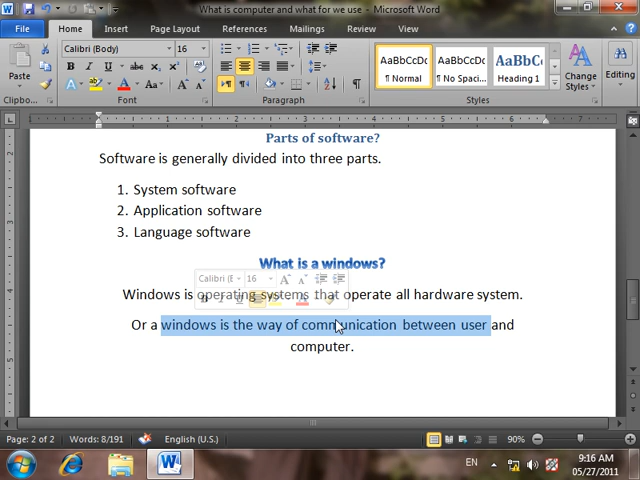 What is computer and what for we use - Microsoft Word
File Home Insert Page Layout References Mailings Review View
Calibri (Body) 16
Paste
AaBbCcDc AaBbCcDc AaBbCc
¶ Normal ¶ No Spaci... Heading 1
Change Styles
Editing
Clipbo... Font Paragraph Styles
Parts of software?
Software is generally divided into three parts.
1. System software
2. Application software
3. Language software
What is a windows?
Calibri (E 16
Windows is operating systems that operate all hardware system.
Or a windows is the way of communication between user and
computer.
Page: 2 of 2 Words: 8/191 English (U.S.) 90%
EN 9:16 AM
05/27/2011